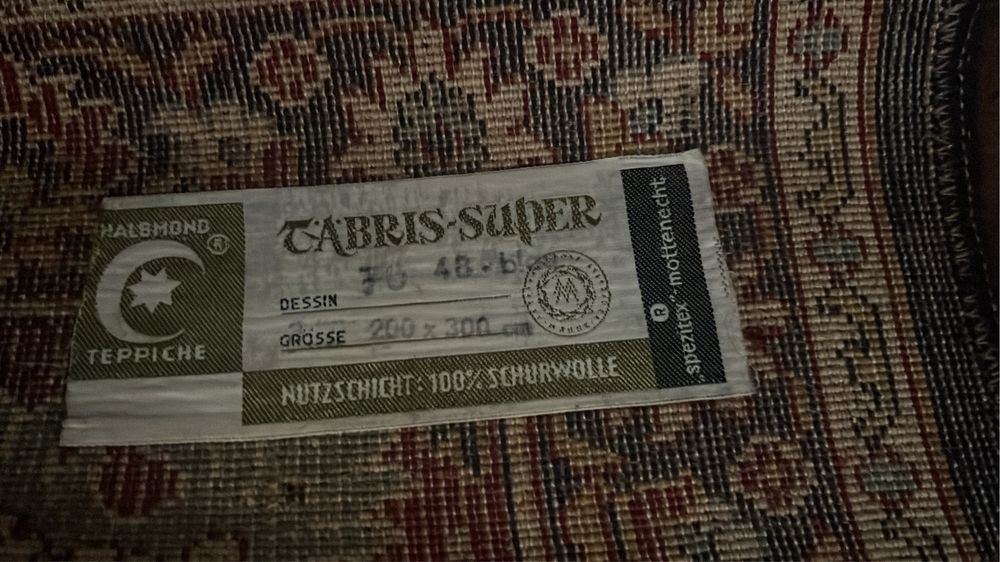 HALBMOND
®
TEPPICHE
TÄBRIS-SUPER
DESSIN
GRÖSSE 200 x 300 cm
NUTZSCHICHT: 100% SCHURWOLLE
®
spezitex - mottenecht